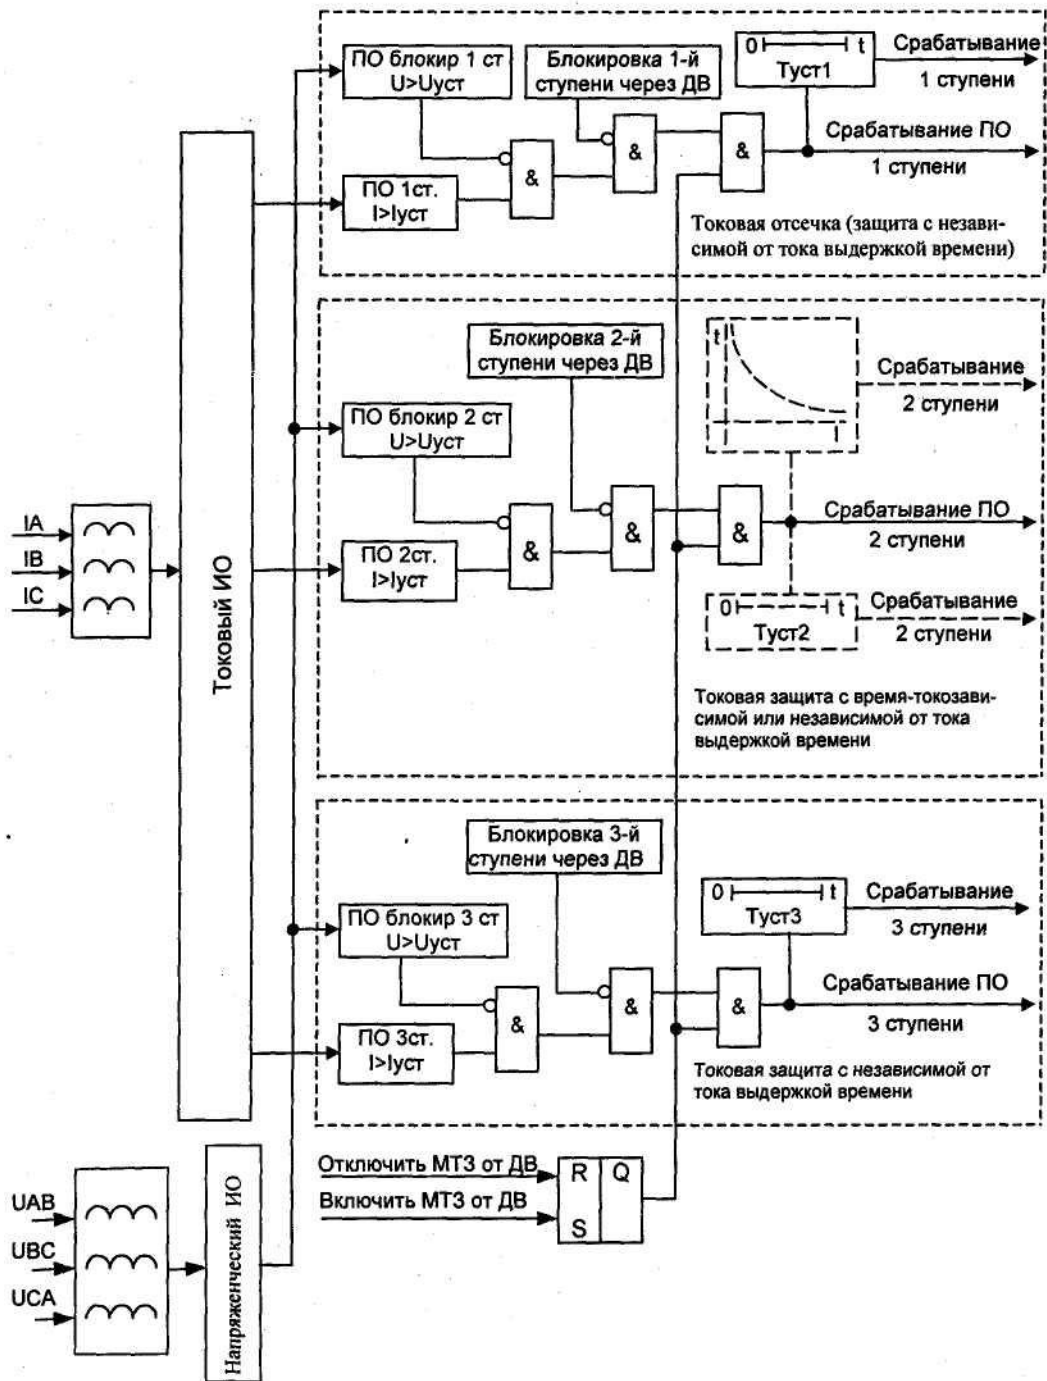 ПО блокир 1 ст
U>Uуст
Блокировка 1-й
ступени через ДВ
0 t
Туст1
Срабатывание
1 ступени
&
&
&
Срабатывание ПО
1 ступени
ПО 1ст.
I>Iуст
Токовая отсечка (защита с незави-
симой от тока выдержкой времени)
Блокировка 2-й
ступени через ДВ
t
I
Срабатывание
2 ступени
ПО блокир 2 ст
U>Uуст
&
&
&
Срабатывание ПО
2 ступени
ПО 2ст.
I>Iуст
0 t
Туст2
Срабатывание
2 ступени
Токовая защита с время-токозави-
симой или независимой от тока
выдержкой времени
IA
IB
IC
Токовый ИО
Блокировка 3-й
ступени через ДВ
0 t
Туст3
Срабатывание
3 ступени
ПО блокир 3 ст
U>Uуст
&
&
&
Срабатывание ПО
3 ступени
ПО 3ст.
I>Iуст
Токовая защита с независимой от
тока выдержкой времени
Отключить МТЗ от ДВ
Включить МТЗ от ДВ
R Q
S
UAB
UBC
UCA
Напряженческий ИО